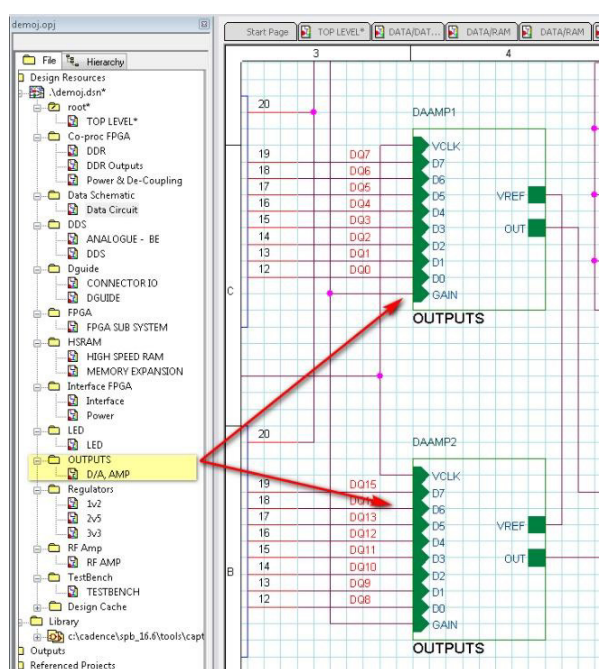 demoj.opj
File Hierarchy
Design Resources
.\demoj.dsn*
root*
TOP LEVEL*
Co-proc FPGA
DDR
DDR Outputs
Power & De-Coupling
Data Schematic
Data Circuit
DDS
ANALOGUE - BE
DDS
Dguide
CONNECTOR IO
DGUIDE
FPGA
FPGA SUB SYSTEM
HSRAM
HIGH SPEED RAM
MEMORY EXPANSION
Interface FPGA
Interface
Power
LED
LED
OUTPUTS
D/A, AMP
Regulators
1v2
2v5
3v3
RF Amp
RF AMP
TestBench
TESTBENCH
Design Cache
Library
c:\cadence\spb_16.6\tools\capt
Outputs
Referenced Projects
Start Page TOP LEVEL* DATA/DAT... DATA/RAM DATA/RAM
3 4
20
DAAMP1
VCLK
19 DQ7 D7
18 DQ6 D6
17 DQ5 D5 VREF
16 DQ4 D4
15 DQ3 D3 OUT
14 DQ2 D2
13 DQ1 D1
12 DQ0 D0
C
GAIN
OUTPUTS
20
DAAMP2
VCLK
19 DQ15 D7
18 D6
17 DQ13 D5 VREF
16 DQ12 D4
15 DQ11 D3 OUT
14 DQ10 D2
B
13 DQ9 D1
12 DQ8 D0
GAIN
OUTPUTS